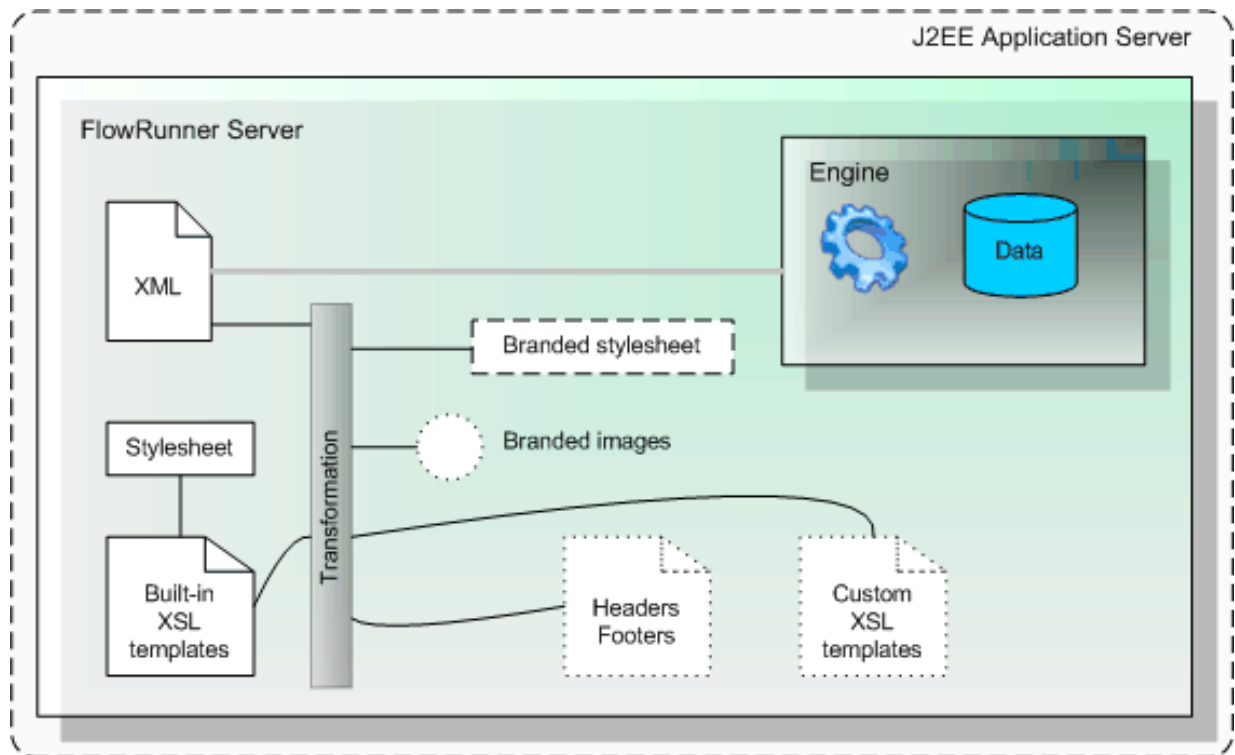 J2EE Application Server
FlowRunner Server
Engine
Data
XML
Branded stylesheet
Stylesheet
Branded images
Transformation
Built-in
XSL
templates
Headers
Footers
Custom
XSL
templates